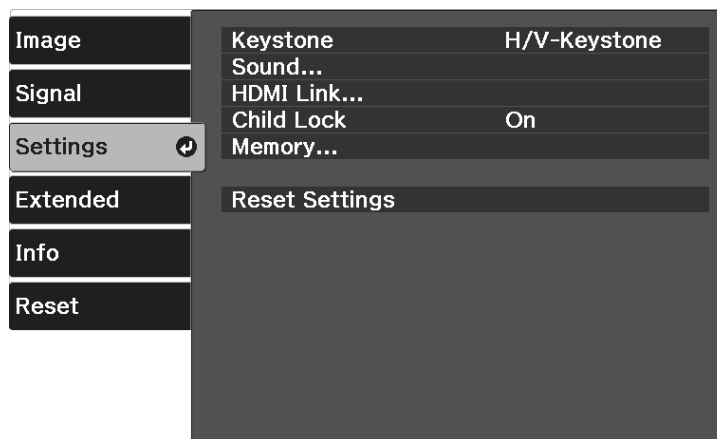 Image
Signal
Settings
Extended
Info
Reset
Keystone H/V-Keystone
Sound...
HDMI Link...
Child Lock On
Memory...
Reset Settings